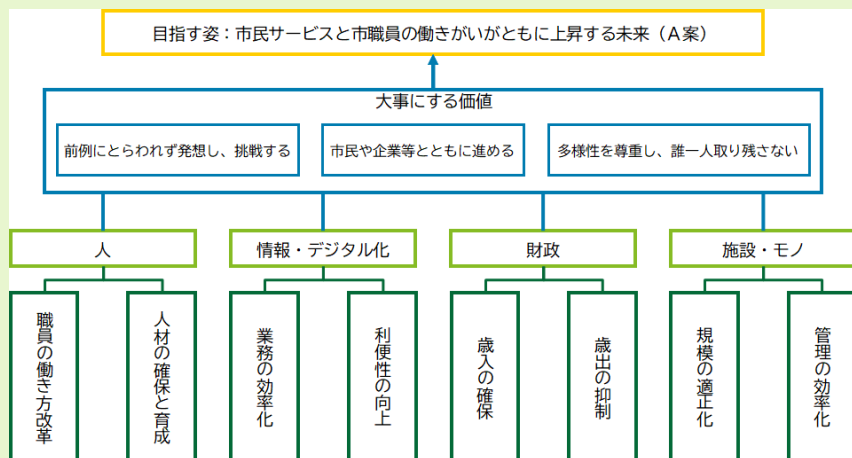 目指す姿：市民サービスと市職員の働きがいがともに上昇する未来（A案）
大事にする価値
前例にとらわれず発想し、挑戦する
市民や企業等とともに進める
多様性を尊重し、誰一人取り残さない
人
情報・デジタル化
財政
施設・モノ
職員の働き方改革
人材の確保と育成
業務の効率化
利便性の向上
歳入の確保
歳出の抑制
規模の適正化
管理の効率化